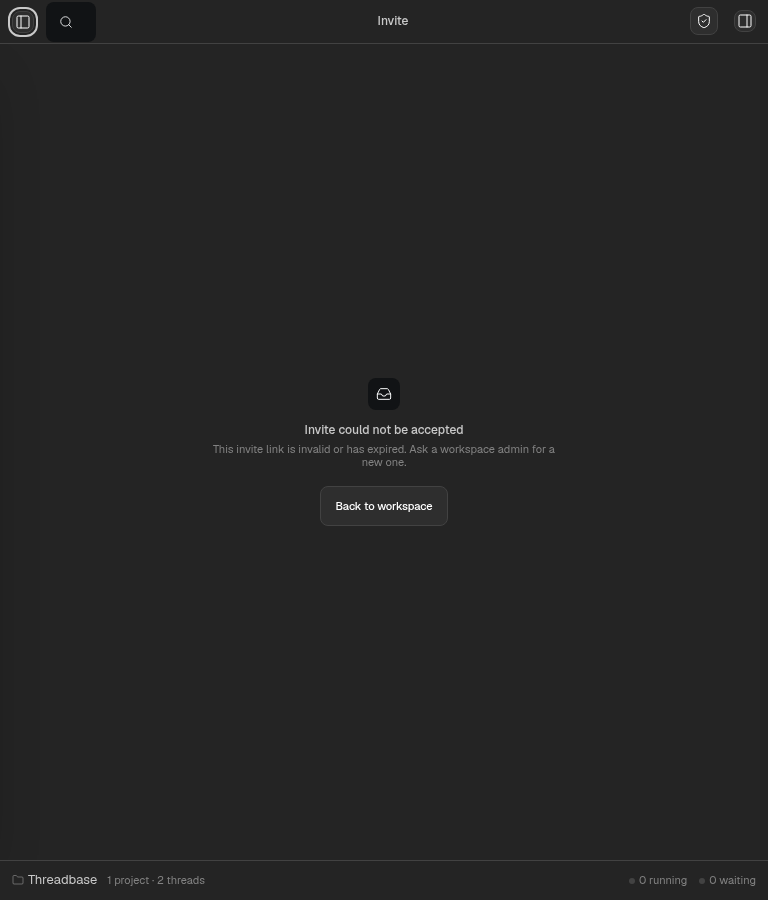 Invite
Invite could not be accepted
This invite link is invalid or has expired. Ask a workspace admin for a
new one.
Back to workspace
Threadbase 1 project · 2 threads 0 running 0 waiting